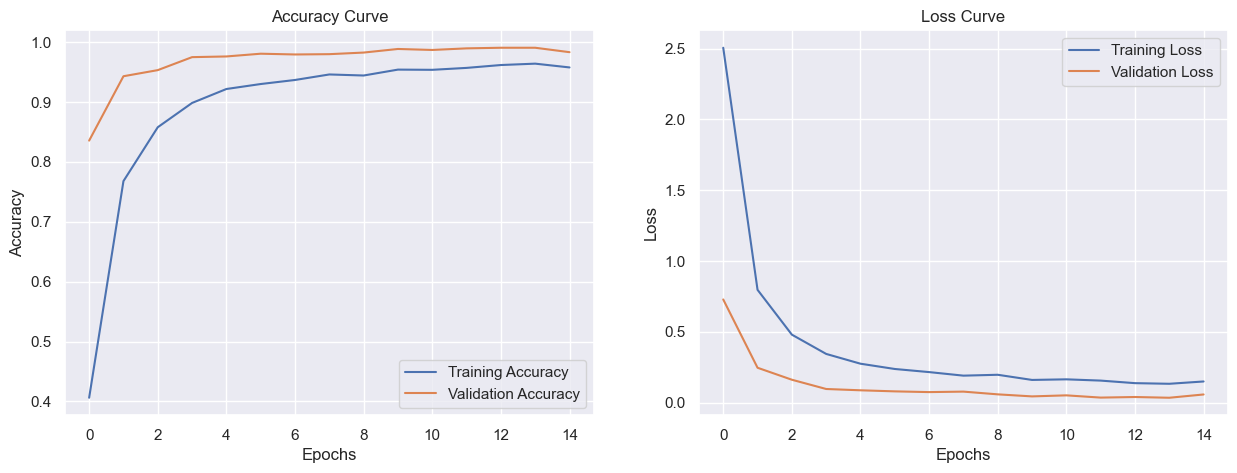 Accuracy Curve
1.0
0.9
0.8
0.7
0.6
0.5
0.4
Accuracy
Training Accuracy
Validation Accuracy
0 2 4 6 8 10 12 14
Epochs
Loss Curve
2.5
2.0
1.5
1.0
0.5
0.0
Loss
Training Loss
Validation Loss
0 2 4 6 8 10 12 14
Epochs